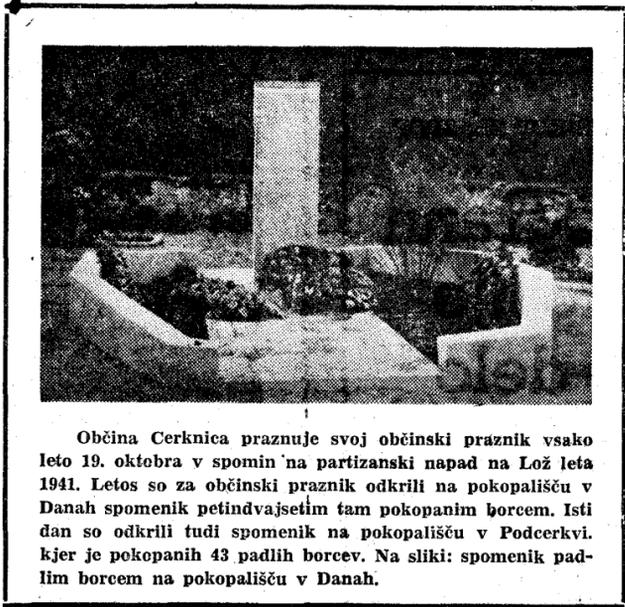 Občina Cerknica praznuje svoj občinski praznik vsako
leto 19. oktobra v spomin na partizanski napad na Lož leta
1941. Letos so za občinski praznik odkrili na pokopališču v
Danah spomenik petindvajsetim tam pokopanim borcem. Isti
dan so odkrili tudi spomenik na pokopališču v Podcerkvi.
kjer je pokopanih 43 padlih borcev. Na sliki: spomenik pad-
lim borcem na pokopališču v Danah.